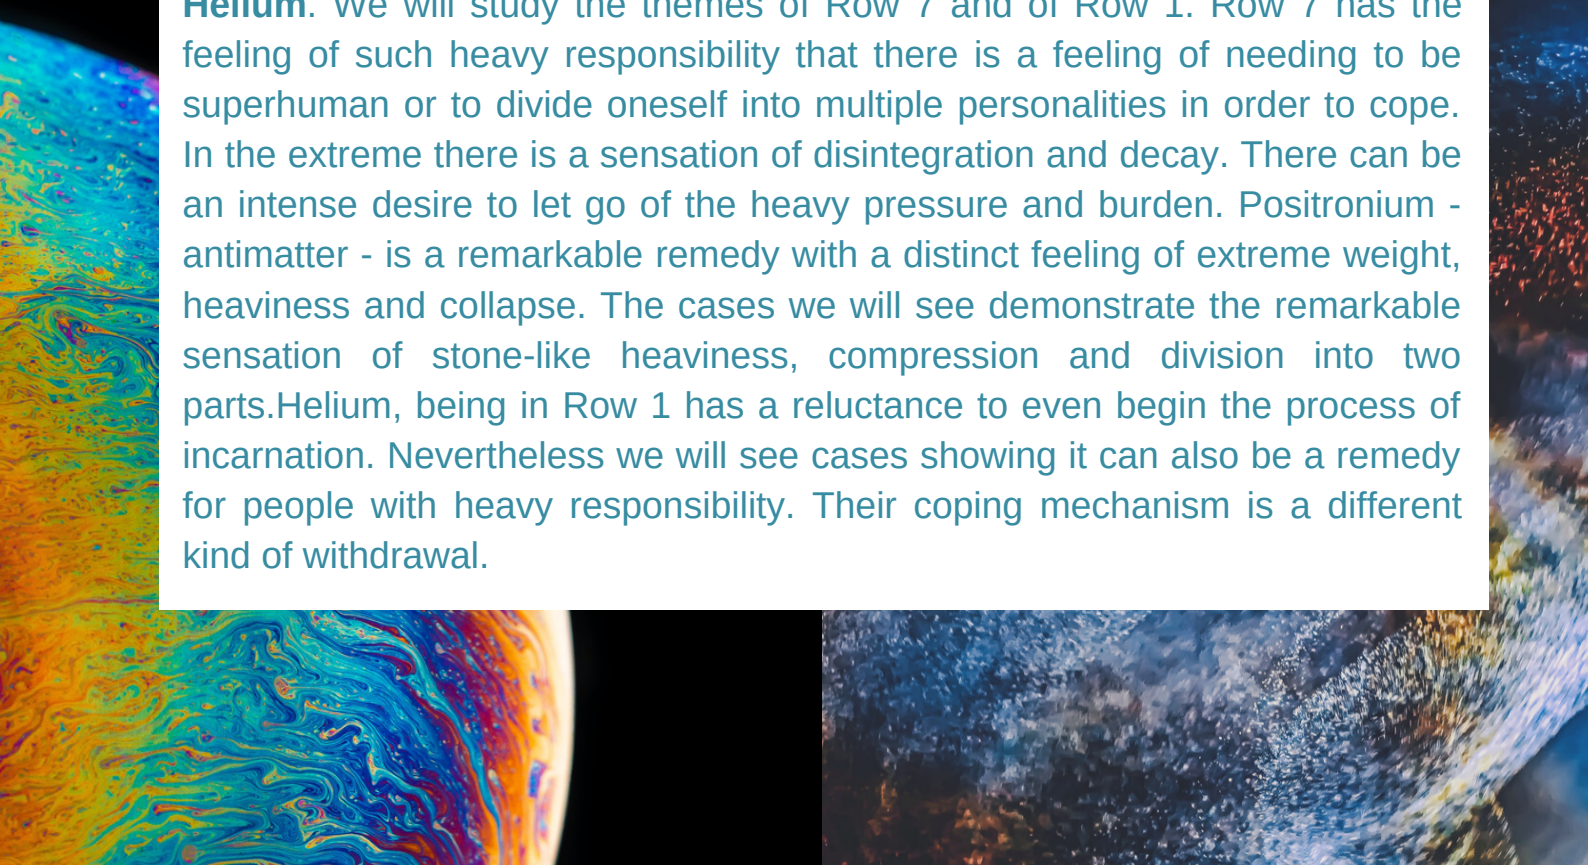 Helium. We will study the themes of Row 7 and of Row 1. Row 7 has the
feeling of such heavy responsibility that there is a feeling of needing to be
superhuman or to divide oneself into multiple personalities in order to cope.
In the extreme there is a sensation of disintegration and decay. There can be
an intense desire to let go of the heavy pressure and burden. Positronium -
antimatter - is a remarkable remedy with a distinct feeling of extreme weight,
heaviness and collapse. The cases we will see demonstrate the remarkable
sensation of stone-like heaviness, compression and division into two
parts.Helium, being in Row 1 has a reluctance to even begin the process of
incarnation. Nevertheless we will see cases showing it can also be a remedy
for people with heavy responsibility. Their coping mechanism is a different
kind of withdrawal.